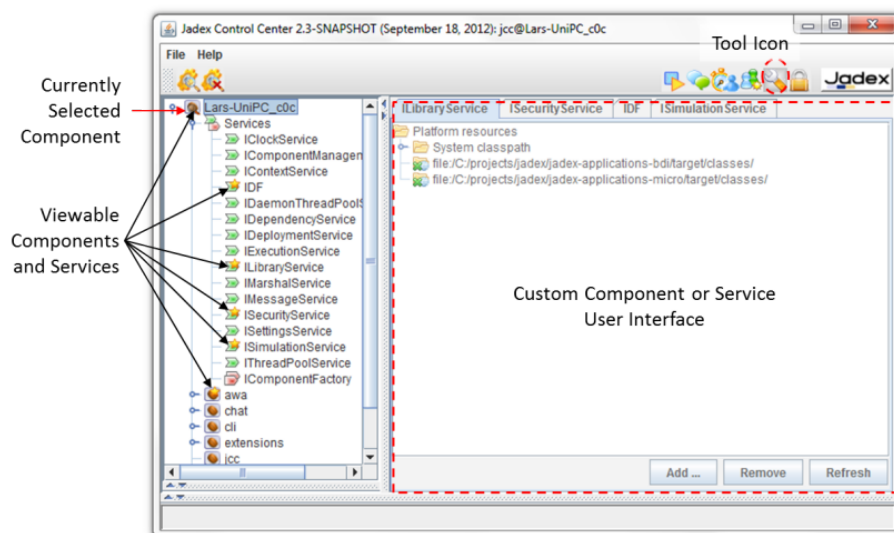 Jadex Control Center 2.3-SNAPSHOT (September 18, 2012): jcc@Lars-UniPC_c0c
File Help
Tool Icon
Jadex
Currently
Selected
Component
Viewable
Components
and Services
Lars-UniPC_c0c
Services
IClockService
IComponentManagen
IContextService
IDF
IDaemonThreadPoolS
IDependencyService
IDeploymentService
IExecutionService
ILibraryService
IMarshalService
IMessageService
ISecurityService
ISettingsService
ISimulationService
IThreadPoolService
IComponentFactory
awa
chat
cli
extensions
jcc
ILibraryService ISecurityService IDF ISimulationService
Platform resources
System classpath
file:/C:/projects/jadex/jadex-applications-bdi/target/classes/
file:/C:/projects/jadex/jadex-applications-micro/target/classes/
Custom Component or Service
User Interface
Add ... Remove Refresh